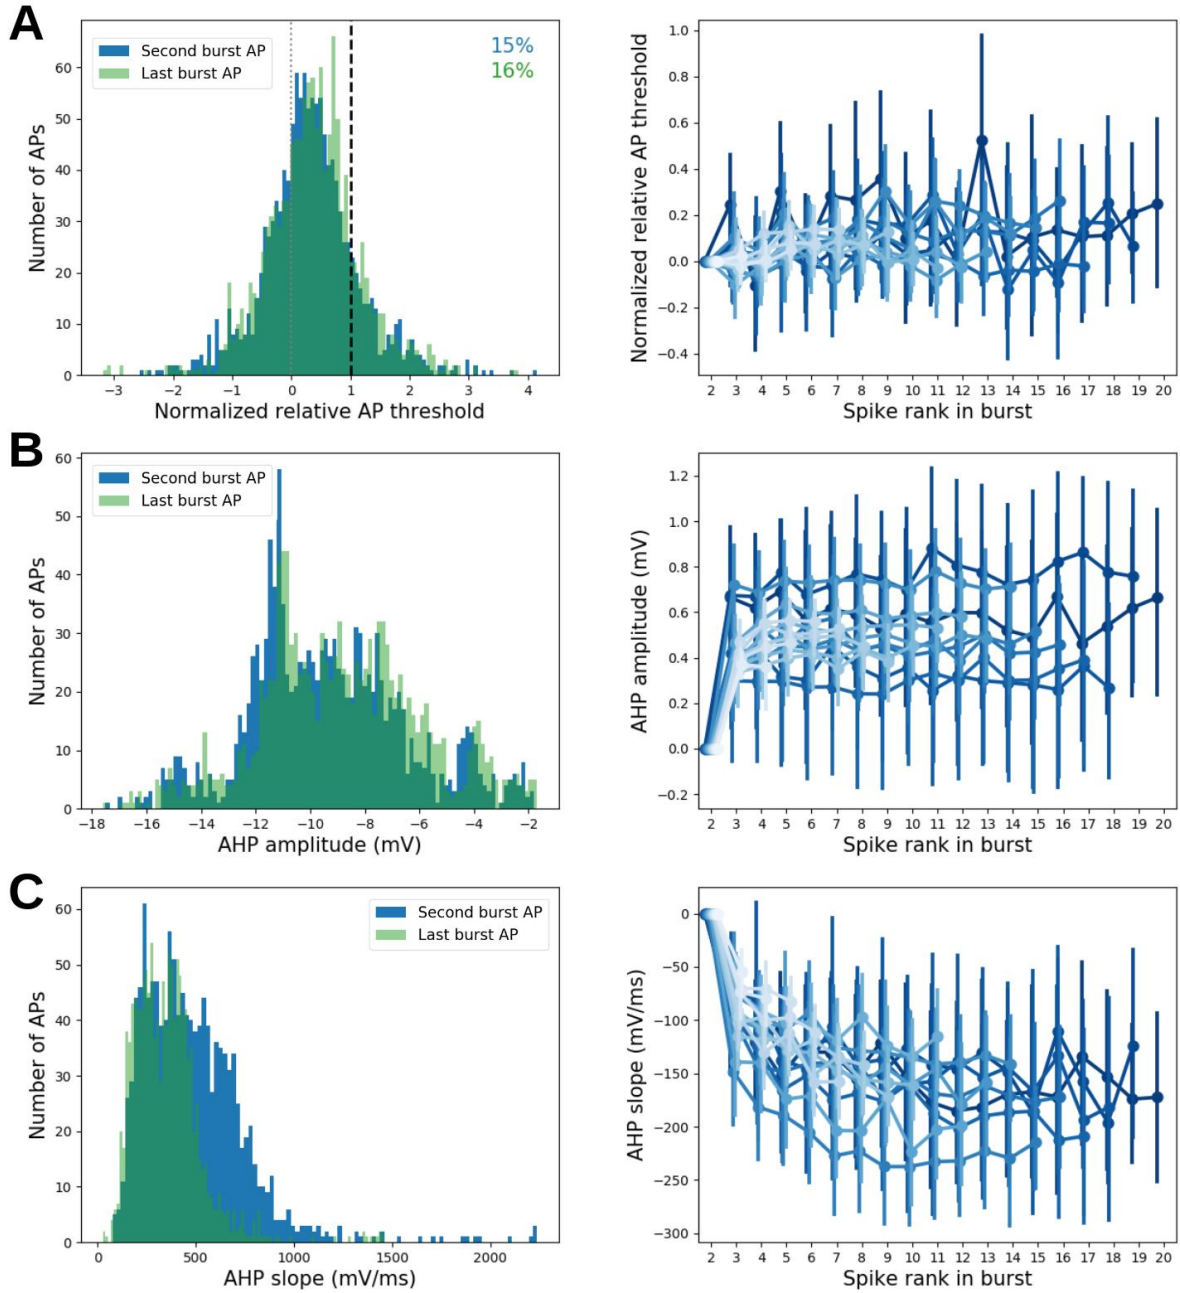 A
Second burst AP
Last burst AP
15%
16%
Number of APs
60
50
40
30
20
10
0
−3 −2 −1 0 1 2 3 4
Normalized relative AP threshold
Normalized relative AP threshold
1.0
0.8
0.6
0.4
0.2
0.0
−0.2
−0.4
2 3 4 5 6 7 8 9 10 11 12 13 14 15 16 17 18 19 20
Spike rank in burst
B
Second burst AP
Last burst AP
Number of APs
60
50
40
30
20
10
0
−18 −16 −14 −12 −10 −8 −6 −4 −2
AHP amplitude (mV)
AHP amplitude (mV)
1.2
1.0
0.8
0.6
0.4
0.2
0.0
−0.2
2 3 4 5 6 7 8 9 10 11 12 13 14 15 16 17 18 19 20
Spike rank in burst
C
Second burst AP
Last burst AP
Number of APs
60
50
40
30
20
10
0
0 500 1000 1500 2000
AHP slope (mV/ms)
AHP slope (mV/ms)
0
−50
−100
−150
−200
−250
−300
2 3 4 5 6 7 8 9 10 11 12 13 14 15 16 17 18 19 20
Spike rank in burst